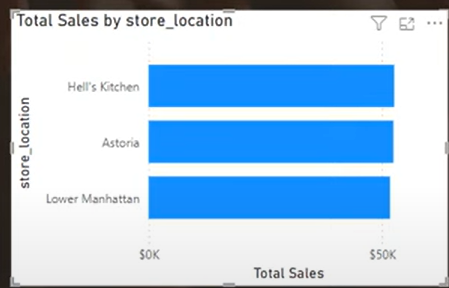 Total Sales by store_location
store_location
Hell's Kitchen
Astoria
Lower Manhattan
$0K
$50K
Total Sales